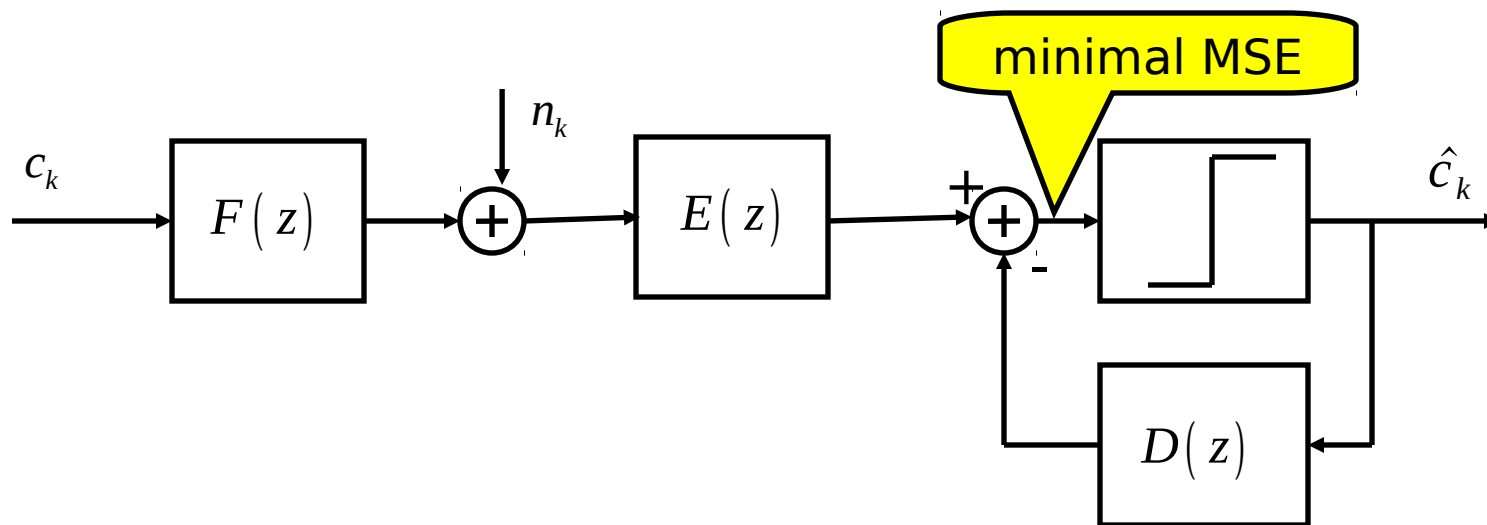 minimal MSE
n_k
c_k
ĉ_k
+
F(z)
+
E(z)
+
-
D(z)